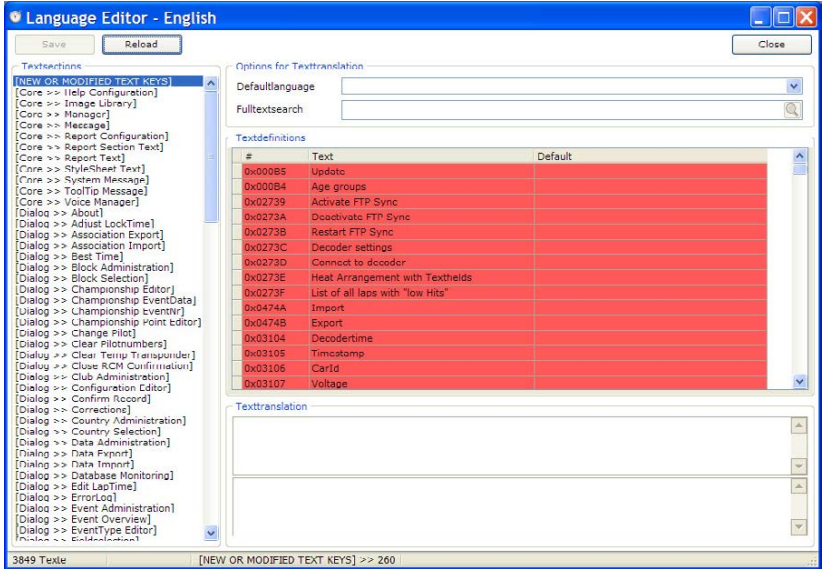 Language Editor - English
Save
Reload
Close
Textsections
[NEW OR MODIFIED TEXT KEYS]
[Core >> Help Configuration]
[Core >> Image Library]
[Core >> Manager]
[Core >> Message]
[Core >> Report Configuration]
[Core >> Report Section Text]
[Core >> Report Text]
[Core >> StyleSheet Text]
[Core >> System Message]
[Core >> ToolTip Message]
[Core >> Voice Manager]
[Dialog >> About]
[Dialog >> Adjust LockTime]
[Dialog >> Association Export]
[Dialog >> Association Import]
[Dialog >> Best Time]
[Dialog >> Block Administration]
[Dialog >> Block Selection]
[Dialog >> Championship Editor]
[Dialog >> Championship EventData]
[Dialog >> Championship EventNr]
[Dialog >> Championship Point Editor]
[Dialog >> Change Pilot]
[Dialog >> Clear Pilotnumbers]
[Dialog >> Clear Temp Transponder]
[Dialog >> Close RCM Confirmation]
[Dialog >> Club Administration]
[Dialog >> Configuration Editor]
[Dialog >> Confirm Record]
[Dialog >> Corrections]
[Dialog >> Country Administration]
[Dialog >> Country Selection]
[Dialog >> Data Administration]
[Dialog >> Data Export]
[Dialog >> Data Import]
[Dialog >> Database Monitoring]
[Dialog >> Edit LapTime]
[Dialog >> ErrorLog]
[Dialog >> Event Administration]
[Dialog >> Event Overview]
[Dialog >> EventType Editor]
[Dialog >> Fieldselection]
Options for Texttranslation
Defaultlanguage
Fulltextsearch
Textdefinitions
# Text Default
0x000B5 Update
0x000B4 Age groups
0x02739 Activate FTP Sync
0x0273A Deactivate FTP Sync
0x0273B Restart FTP Sync
0x0273C Decoder settings
0x0273D Connect to decoder
0x0273E Heat Arrangement with Textfields
0x0273F List of all laps with "low Hits"
0x0474A Import
0x0474B Export
0x03104 Decodertime
0x03105 Timestamp
0x03106 CarId
0x03107 Voltage
Texttranslation
3849 Texte
[NEW OR MODIFIED TEXT KEYS] >> 260